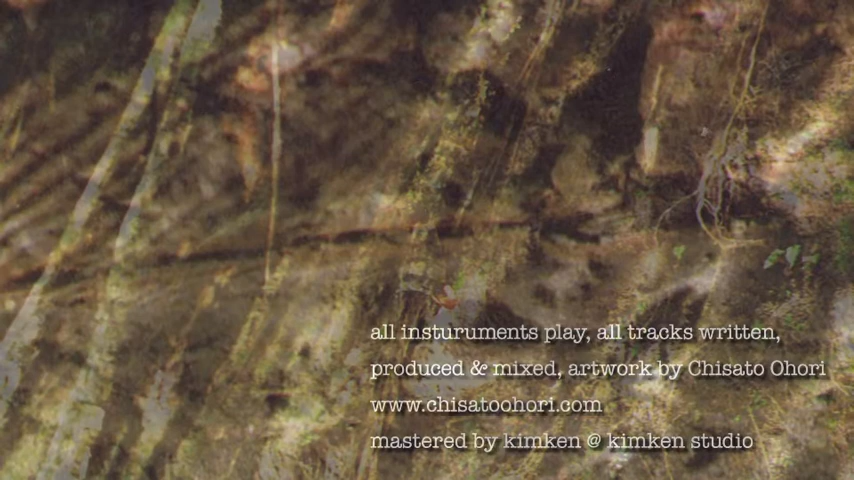 all insturuments play, all tracks written,
produced & mixed, artwork by Chisato Ohori
www.chisatoohori.com
mastered by kimken @ kimken studio